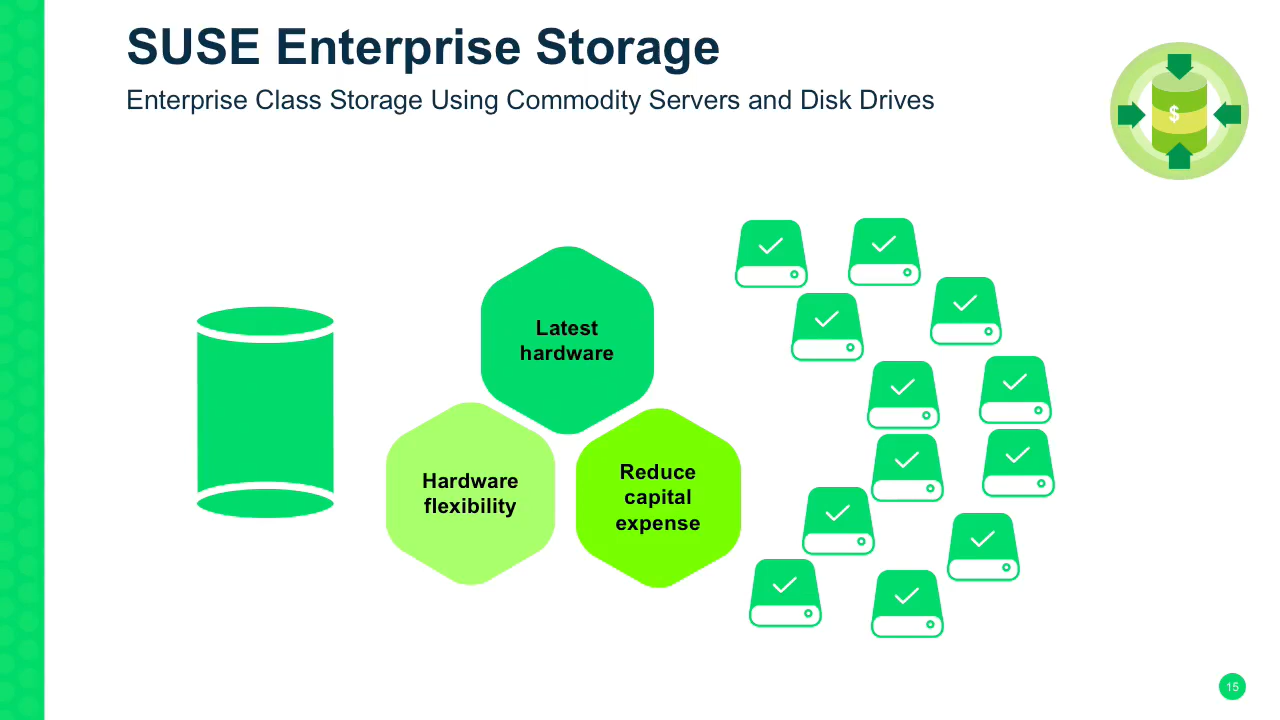 SUSE Enterprise Storage
Enterprise Class Storage Using Commodity Servers and Disk Drives
$
Latest
hardware
Hardware
flexibility
Reduce
capital
expense
15